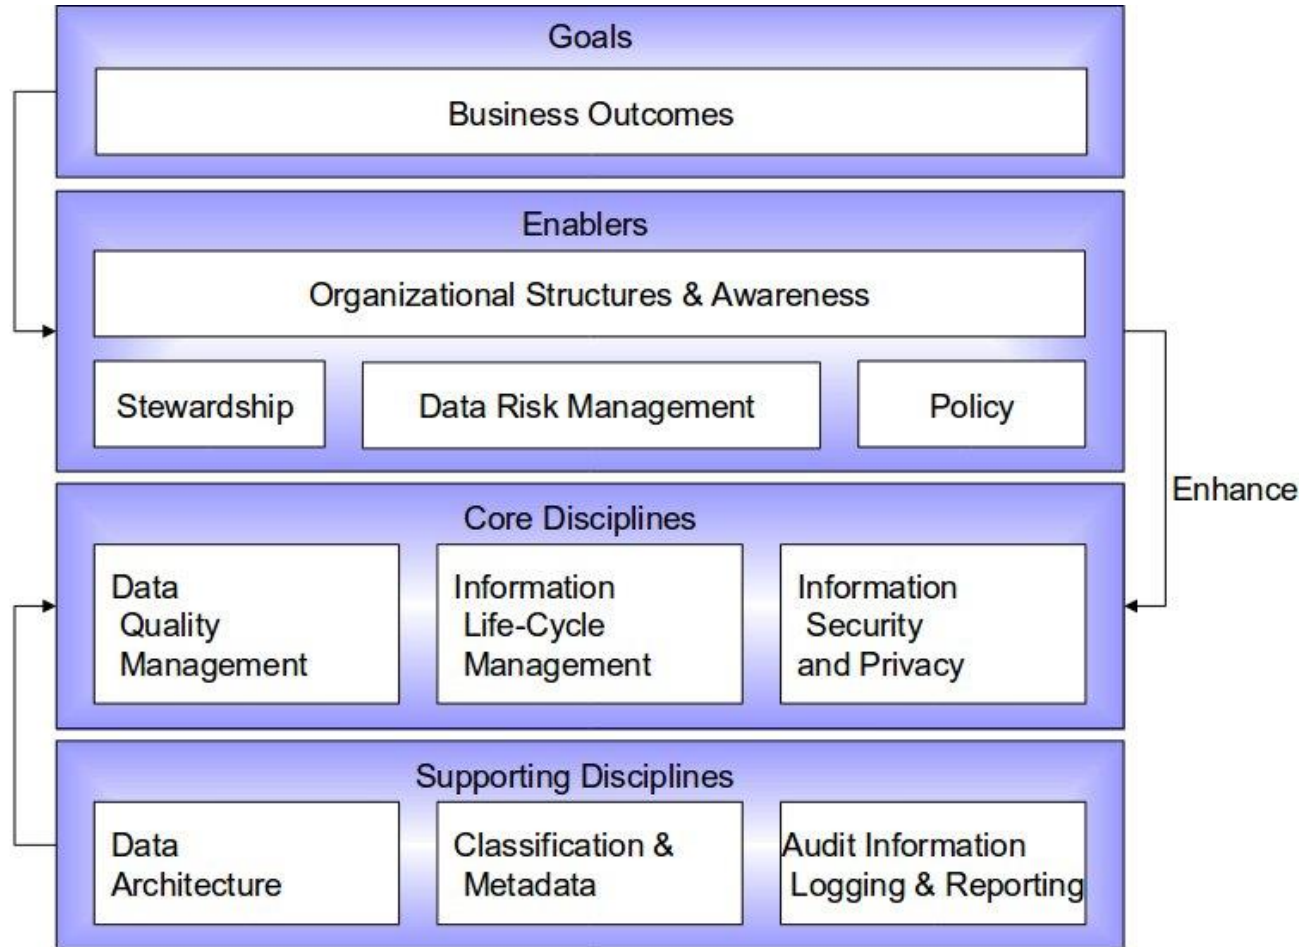 Goals
Business Outcomes
Enablers
Organizational Structures & Awareness
Stewardship
Data Risk Management
Policy
Enhance
Core Disciplines
Data
Quality
Management
Information
Life-Cycle
Management
Information
Security
and Privacy
Supporting Disciplines
Data
Architecture
Classification &
Metadata
Audit Information
Logging & Reporting